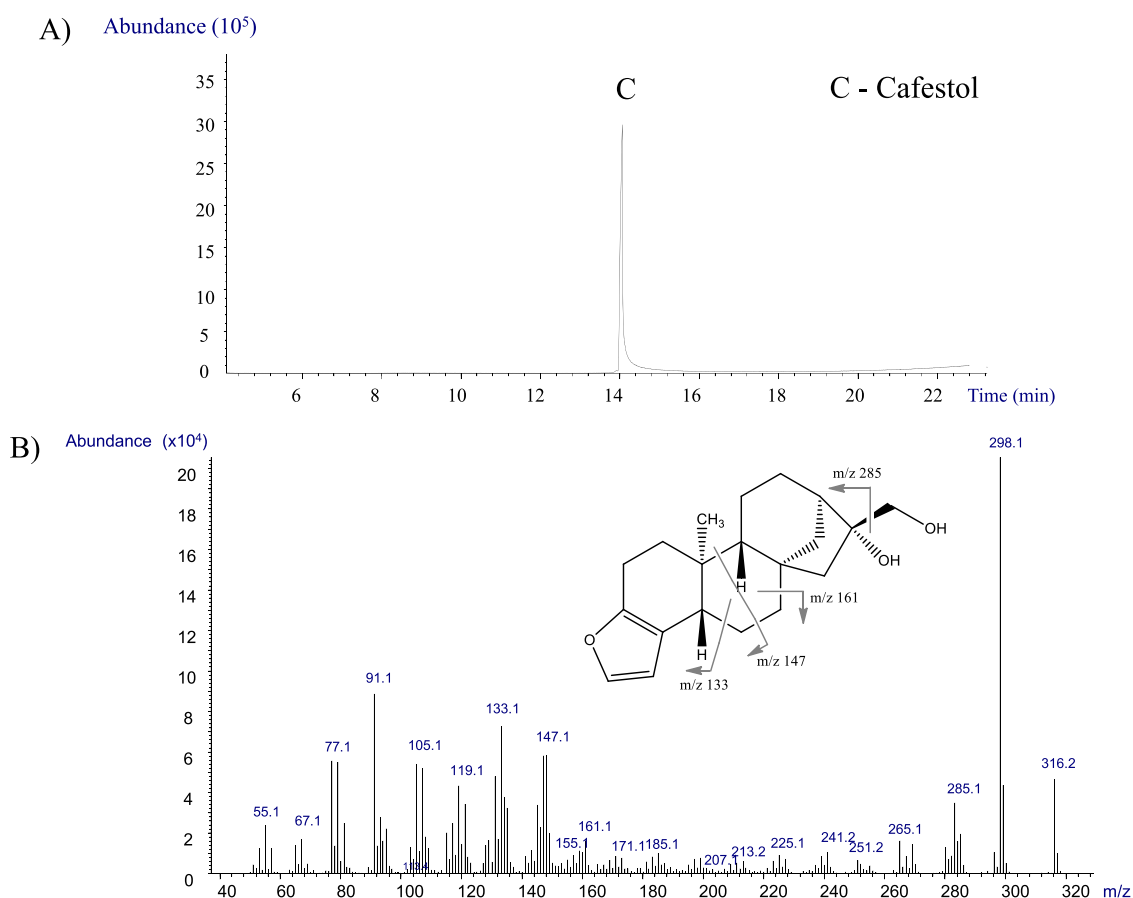 A) Abundance (10⁵)
35
C C - Cafestol
30
25
20
15
10
5
0
6 8 10 12 14 16 18 20 22 Time (min)
B) Abundance (x10⁴)
298.1
20
m/z 285
18
CH₃
OH
16
OH
H
14
m/z 161
12
O
H
m/z 147
10
m/z 133
91.1
8
133.1
77.1
105.1
147.1
316.2
6
119.1
285.1
4
55.1
67.1
161.1
2
155.1
171.1
185.1
207.1
213.2
225.1
241.2
251.2
265.1
113.4
0
40 60 80 100 120 140 160 180 200 220 240 260 280 300 320 m/z